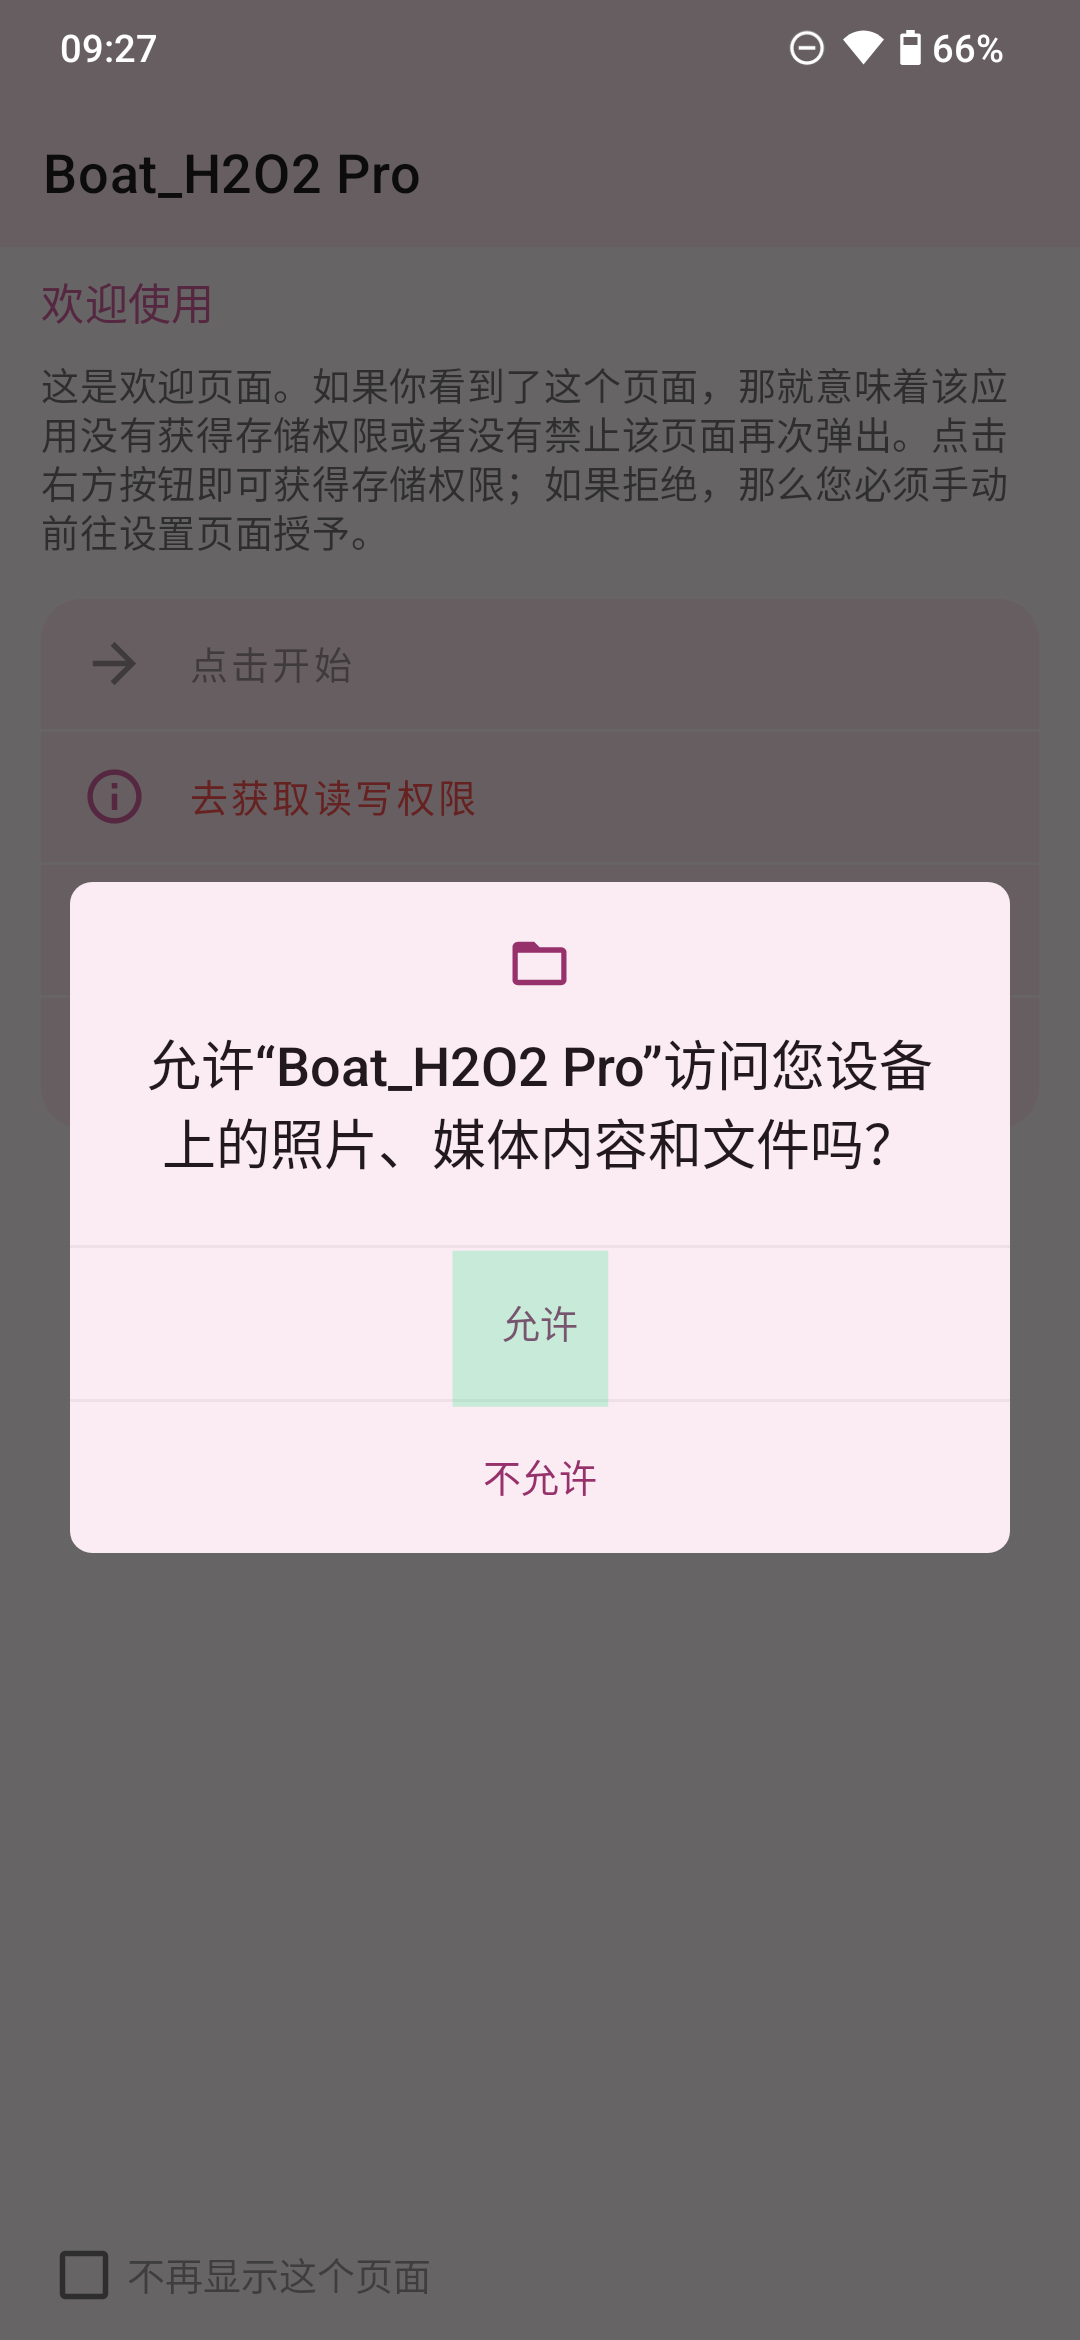 09:27
66%
Boat_H2O2 Pro
欢迎使用
这是欢迎页面。如果你看到了这个页面，那就意味着该应
用没有获得存储权限或者没有禁止该页面再次弹出。点击
右方按钮即可获得存储权限；如果拒绝，那么您必须手动
前往设置页面授予。
点击开始
去获取读写权限
允许“Boat_H2O2 Pro”访问您设备
上的照片、媒体内容和文件吗？
允许
不允许
不再显示这个页面